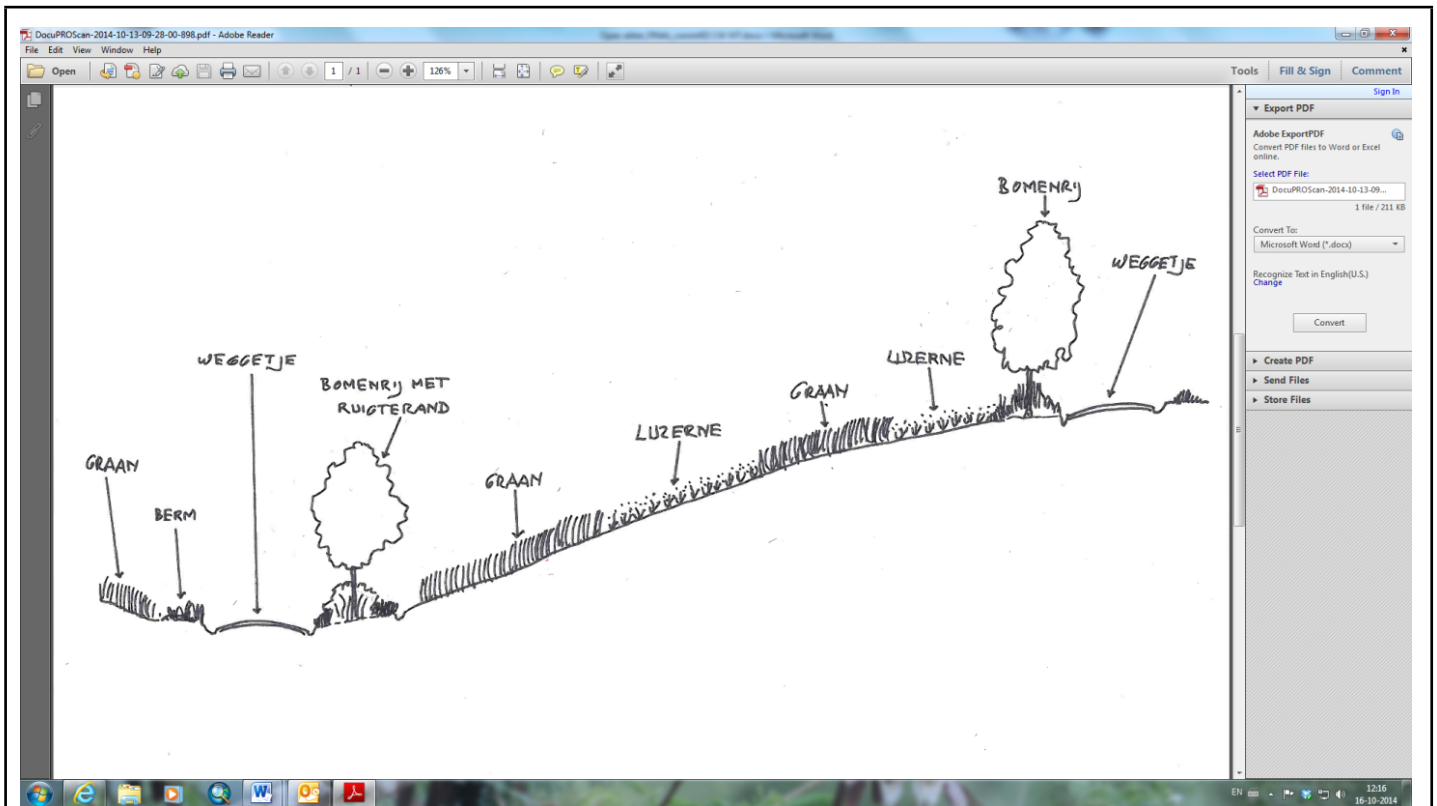 DocuPROScan-2014-10-13-09-28-00-898.pdf - Adobe Reader
File Edit View Window Help
Open 1 / 1 126% Tools Fill & Sign Comment
Sign In
Export PDF
Adobe ExportPDF
Convert PDF files to Word or Excel
online.
Select PDF File:
DocuPROScan-2014-10-13-09...
1 file / 211 KB
Convert To:
Microsoft Word (*.docx)
Recognize Text in English(U.S.)
Change
Convert
Create PDF
Send Files
Store Files
BOMENRIJ
WEGGETJE
WEGGETJE
BOMENRIJ MET
RUIGTERAND
LUZERNE
GRAAN
LUZERNE
GRAAN
GRAAN
BERM
EN
12:16
16-10-2014